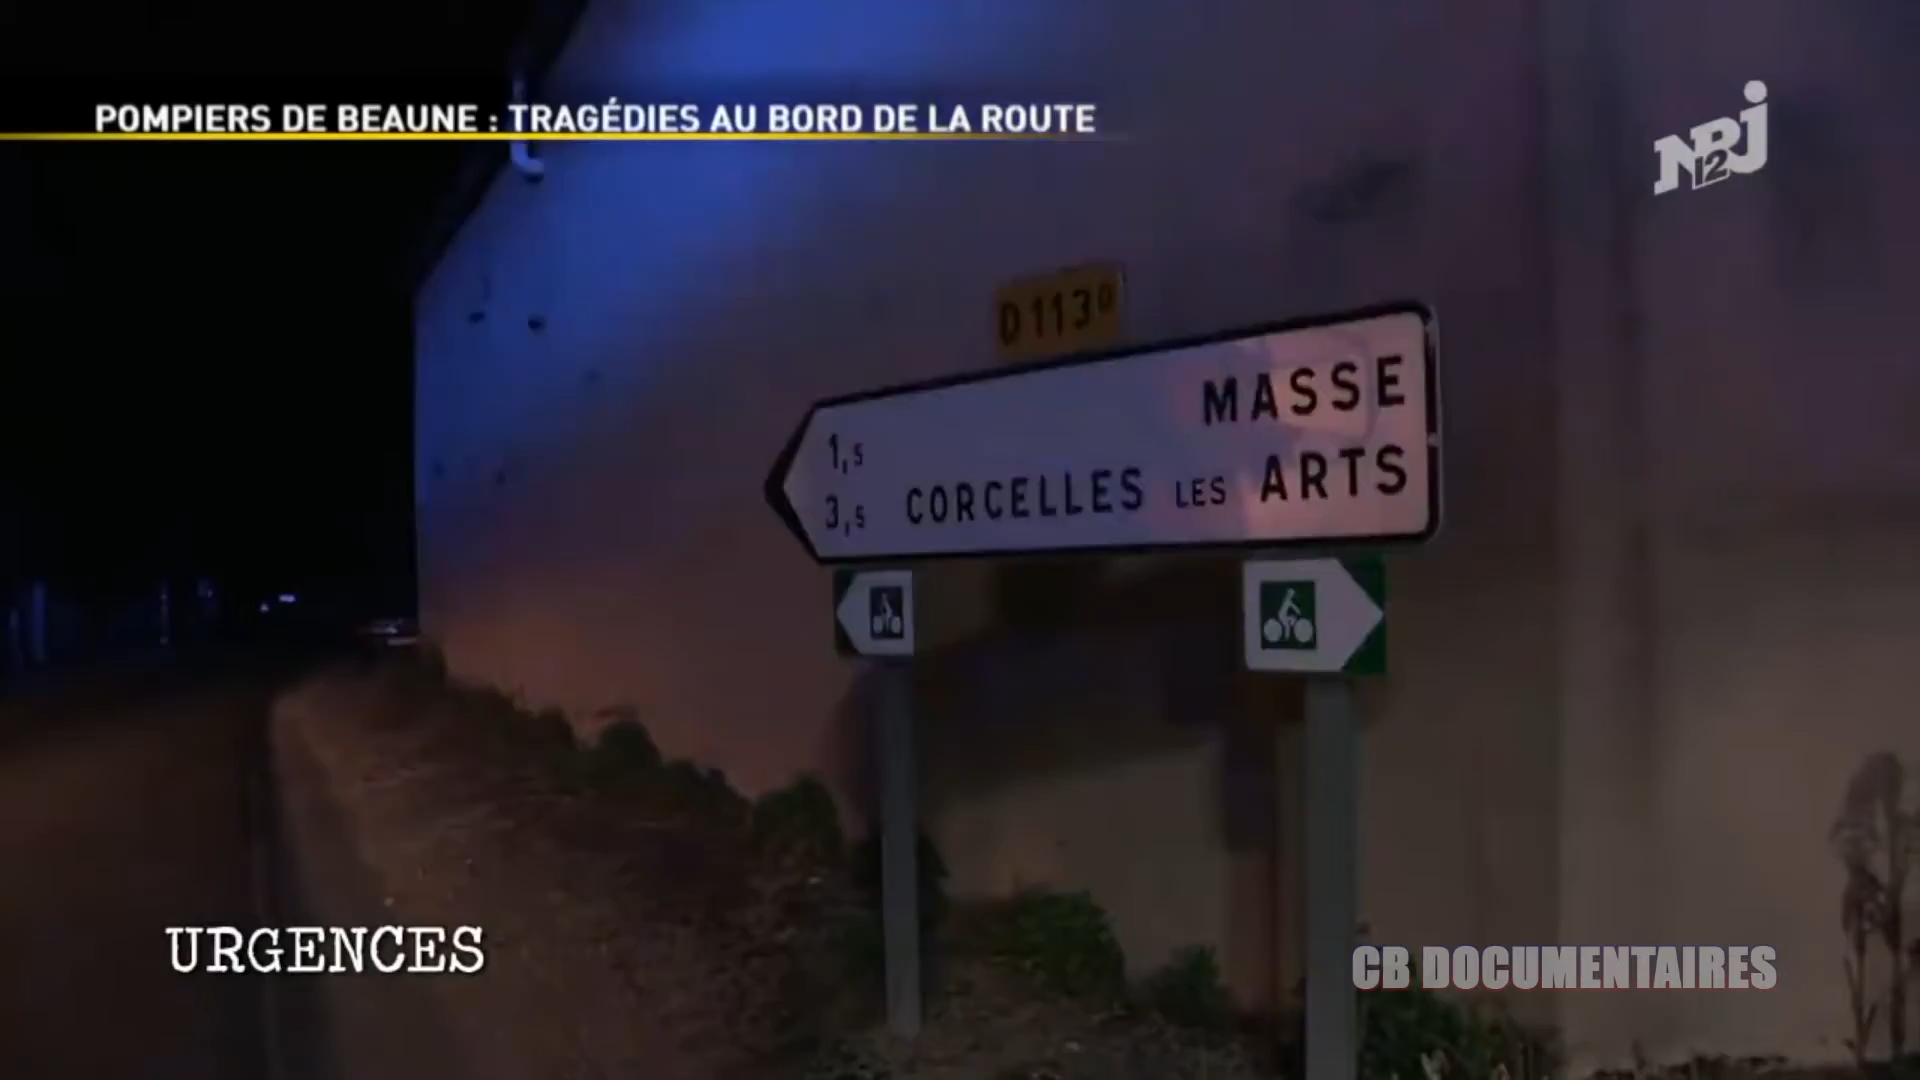 POMPIERS DE BEAUNE : TRAGÉDIES AU BORD DE LA ROUTE
NRJ 12
D 113D
MASSE
1,5
3,5 CORCELLES LES ARTS
URGENCES
CB DOCUMENTAIRES